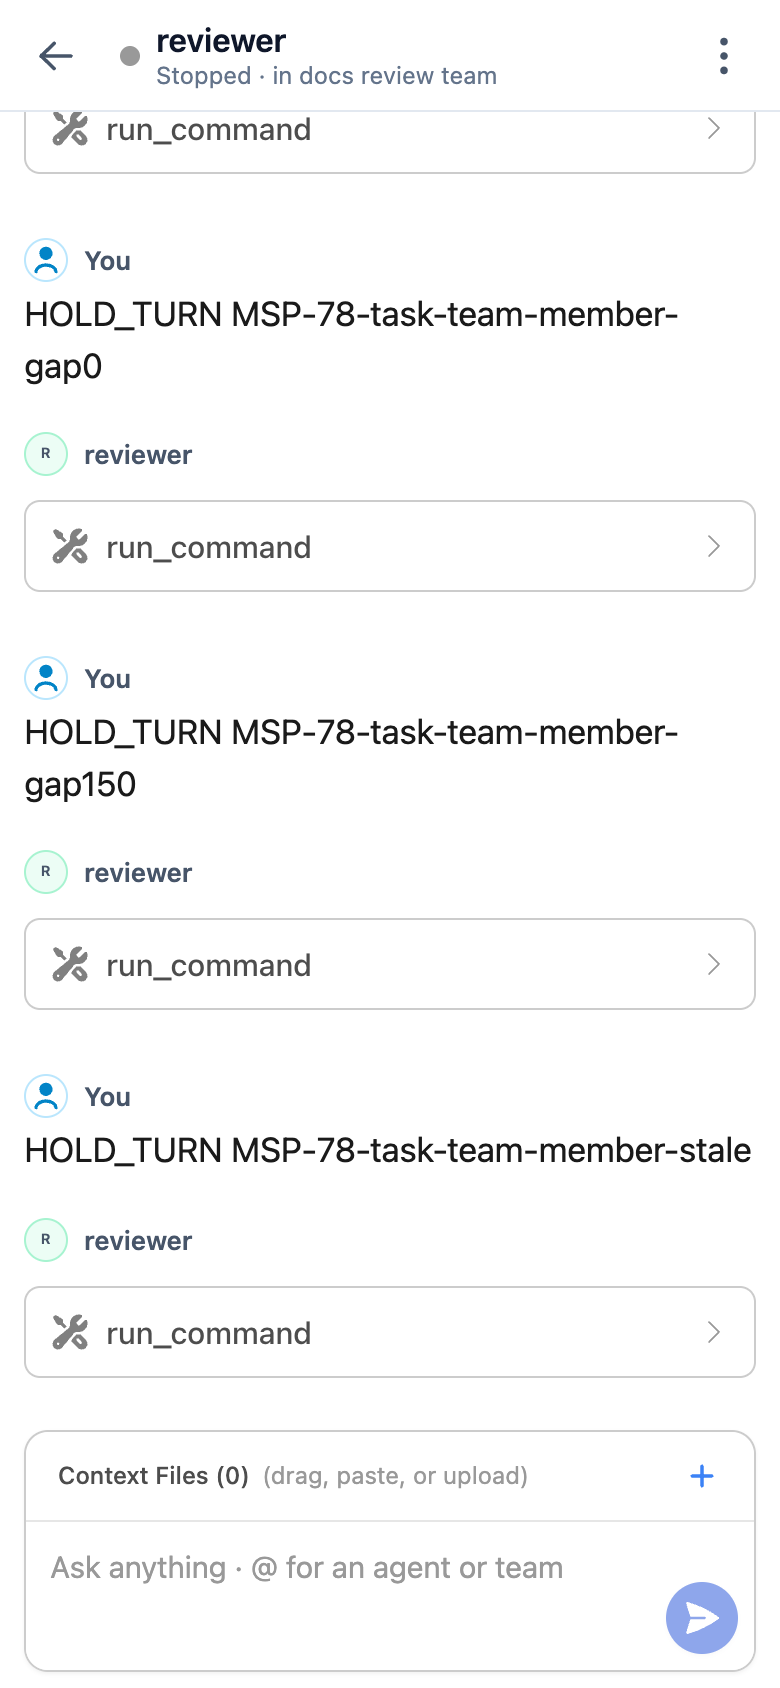 reviewer
Stopped · in docs review team
run_command
You
HOLD_TURN MSP-78-task-team-member-
gap0
R reviewer
run_command
You
HOLD_TURN MSP-78-task-team-member-
gap150
R reviewer
run_command
You
HOLD_TURN MSP-78-task-team-member-stale
R reviewer
run_command
Context Files (0) (drag, paste, or upload)
Ask anything · @ for an agent or team